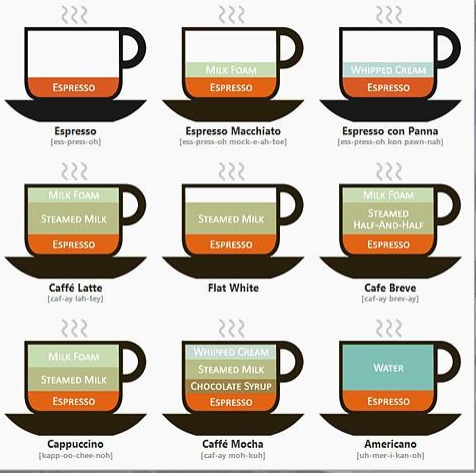 Espresso
Espresso
[ess-press-oh]
Milk Foam
Espresso
Espresso Macchiato
[ess-press-oh mock-e-ah-toe]
Whipped Cream
Espresso
Espresso con Panna
[ess-press-oh kon pawn-nah]
Milk Foam
Steamed Milk
Espresso
Caffé Latte
[caf-ay lah-tey]
Steamed Milk
Espresso
Flat White
Milk Foam
Steamed
Half-And-Half
Espresso
Cafe Breve
[caf-ay brev-ay]
Milk Foam
Steamed Milk
Espresso
Cappuccino
[kapp-oo-chee-noh]
Whipped Cream
Steamed Milk
Chocolate Syrup
Espresso
Caffé Mocha
[caf-ay moh-kuh]
Water
Espresso
Americano
[uh-mer-i-kan-oh]